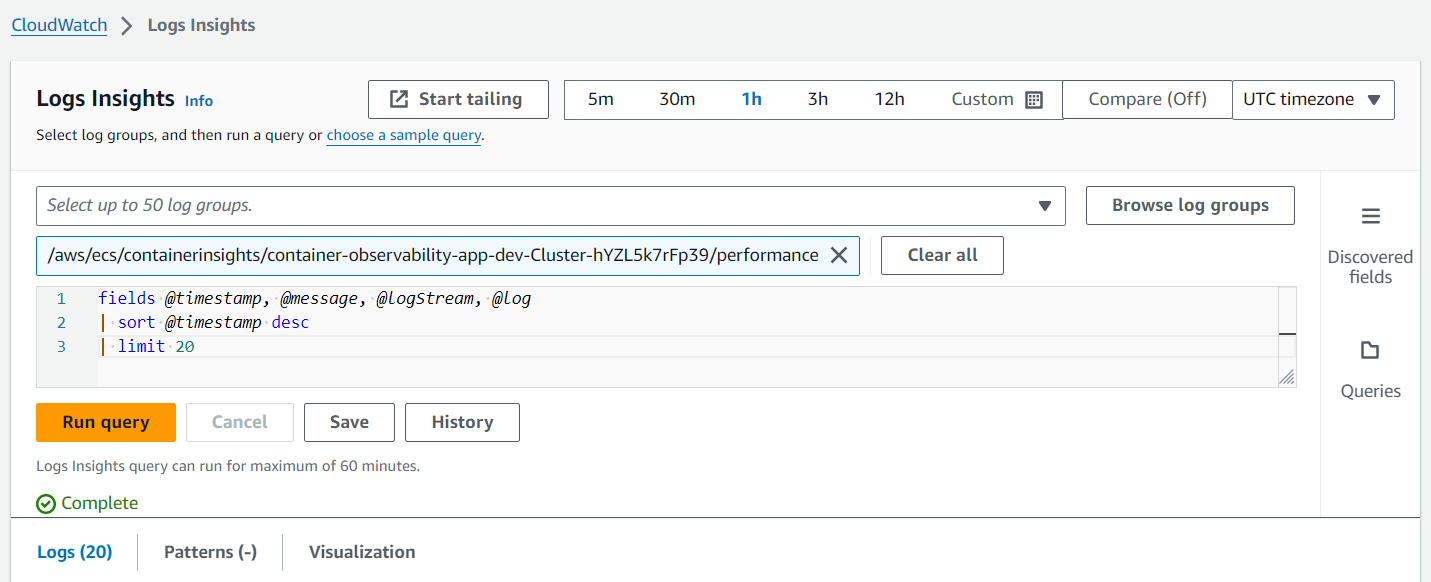 CloudWatch > Logs Insights
Logs Insights Info
Start tailing 5m 30m 1h 3h 12h Custom Compare (Off) UTC timezone
Select log groups, and then run a query or choose a sample query.
Select up to 50 log groups. Browse log groups
/aws/ecs/containerinsights/container-observability-app-dev-Cluster-hYZL5k7rFp39/performance Clear all
Discovered
fields
1 fields @timestamp, @message, @logStream, @log
2 | sort @timestamp desc
3 | limit 20
Queries
Run query Cancel Save History
Logs Insights query can run for maximum of 60 minutes.
Complete
Logs (20) Patterns (-) Visualization